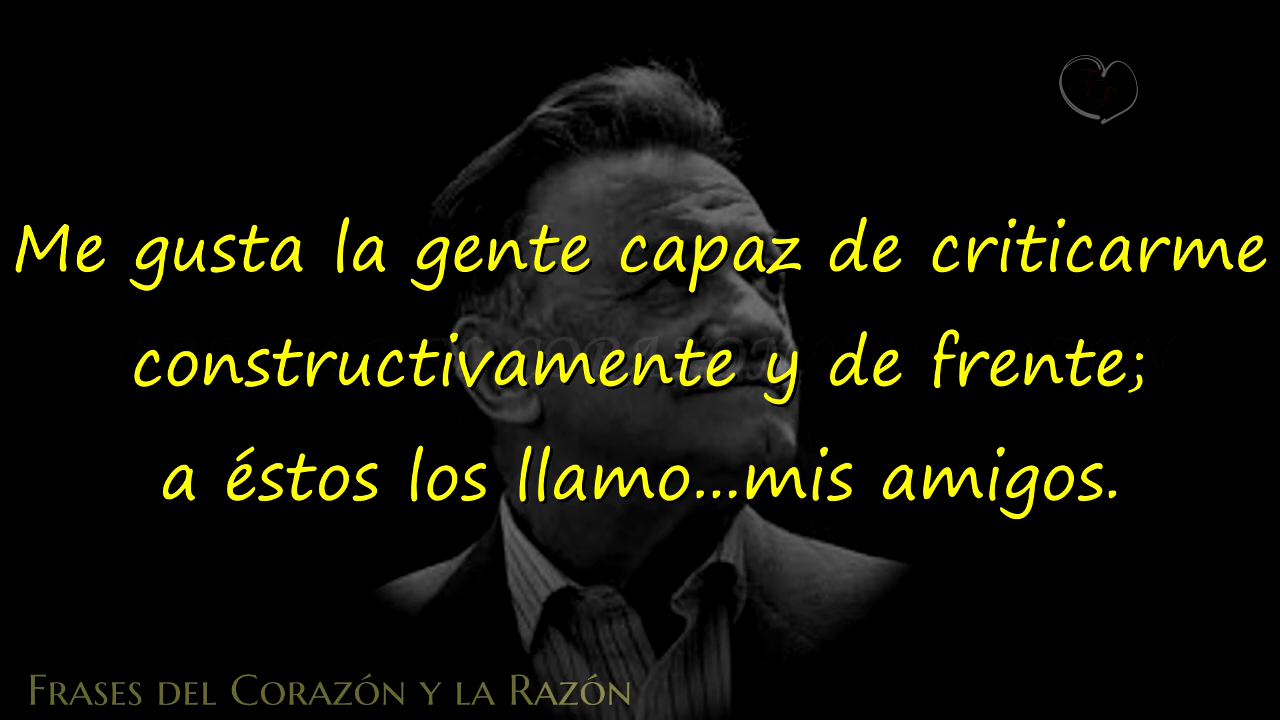 Me gusta la gente capaz de criticarme
constructivamente y de frente;
a éstos los llamo...mis amigos.
Frases del Corazón y la Razón